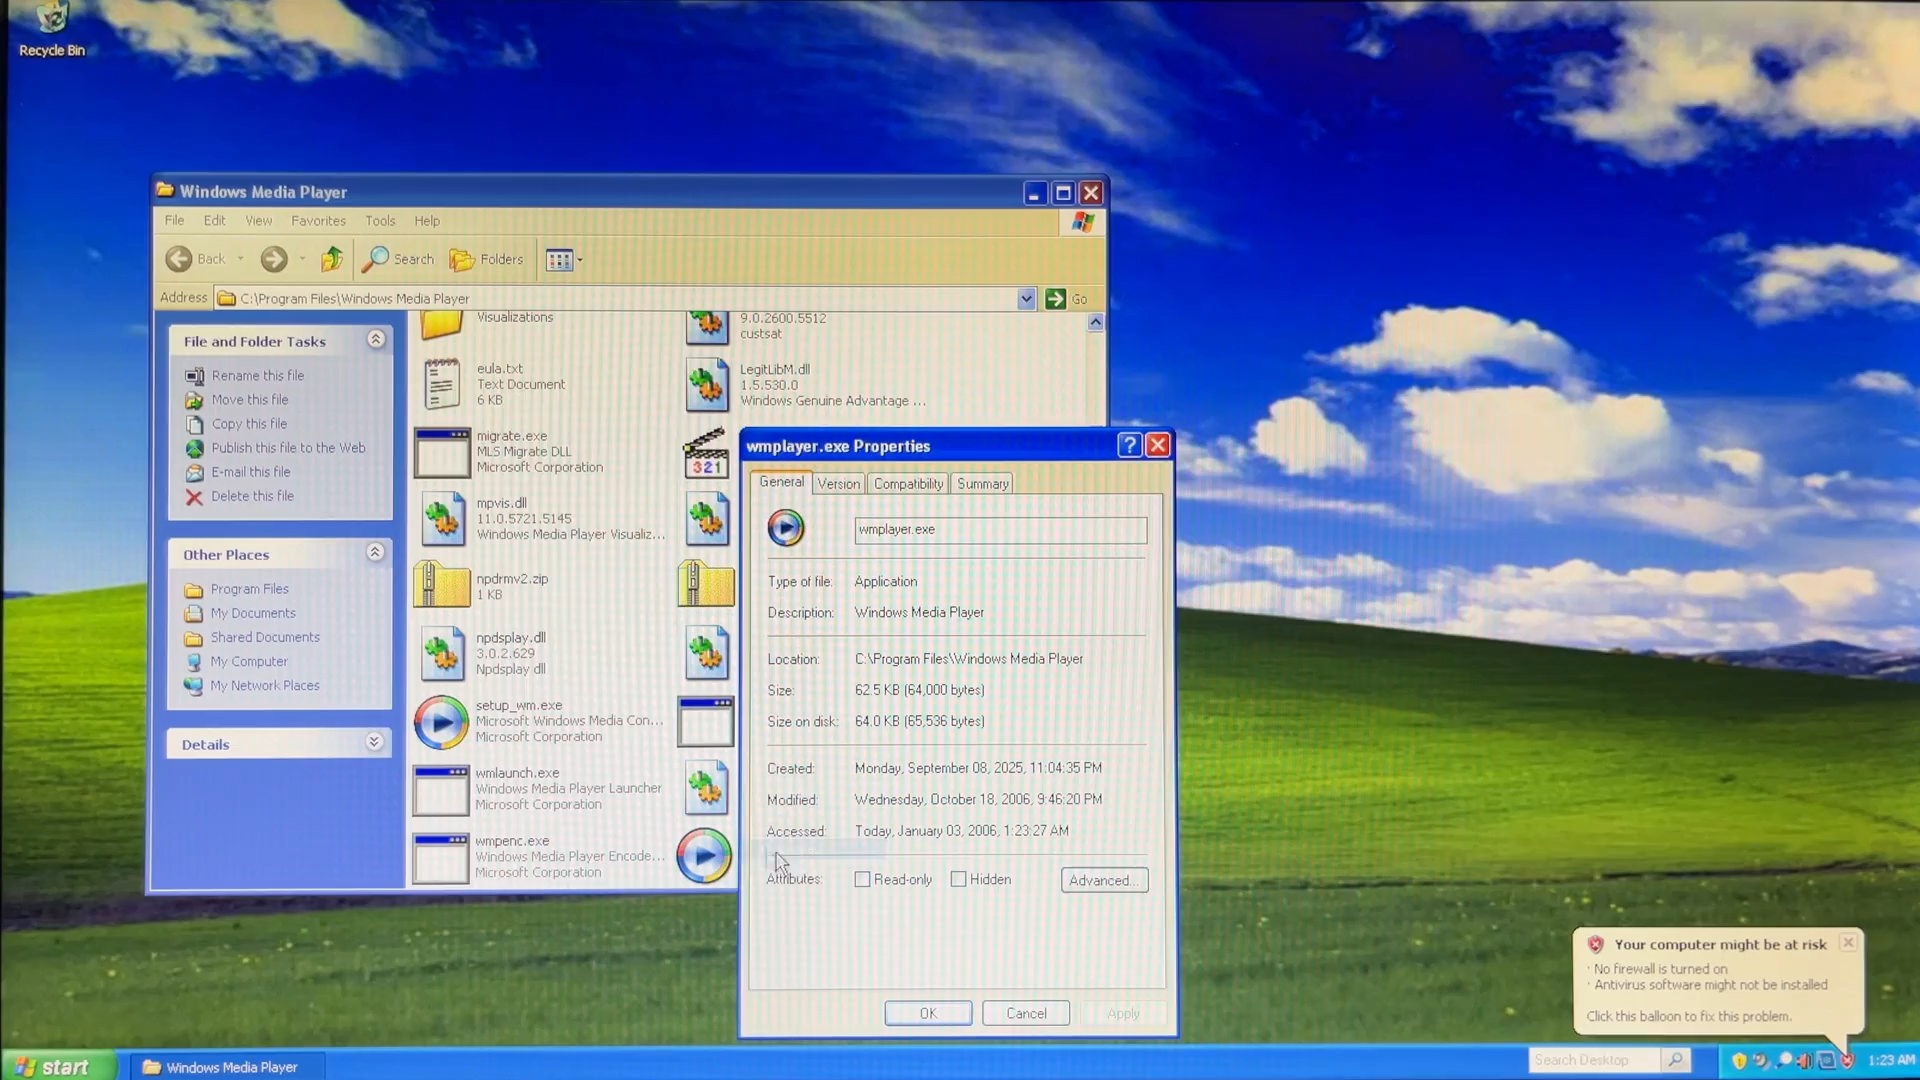 Recycle Bin
Windows Media Player
File Edit View Favorites Tools Help
Back Search Folders
Address C:\Program Files\Windows Media Player Go
File and Folder Tasks
Rename this file
Move this file
Copy this file
Publish this file to the Web
E-mail this file
Delete this file
Other Places
Program Files
My Documents
Shared Documents
My Computer
My Network Places
Details
Visualizations
9.0.2600.5512
custsat
eula.txt
Text Document
6 KB
LegitLibM.dll
1.5.530.0
Windows Genuine Advantage ...
migrate.exe
MLS Migrate DLL
Microsoft Corporation
321
mpvis.dll
11.0.5721.5145
Windows Media Player Visualiz...
npdrmv2.zip
1 KB
npdsplay.dll
3.0.2.629
Npdsplay dll
setup_wm.exe
Microsoft Windows Media Con...
Microsoft Corporation
wmlaunch.exe
Windows Media Player Launcher
Microsoft Corporation
wmpenc.exe
Windows Media Player Encode...
Microsoft Corporation
wmplayer.exe Properties
General Version Compatibility Summary
wmplayer.exe
Type of file: Application
Description: Windows Media Player
Location: C:\Program Files\Windows Media Player
Size: 62.5 KB (64,000 bytes)
Size on disk: 64.0 KB (65,536 bytes)
Created: Monday, September 08, 2025, 11:04:35 PM
Modified: Wednesday, October 18, 2006, 9:46:20 PM
Accessed: Today, January 03, 2006, 1:23:27 AM
Attributes: Read-only Hidden Advanced...
OK Cancel Apply
Your computer might be at risk
· No firewall is turned on
· Antivirus software might not be installed
Click this balloon to fix this problem.
start Windows Media Player Search Desktop 1:23 AM